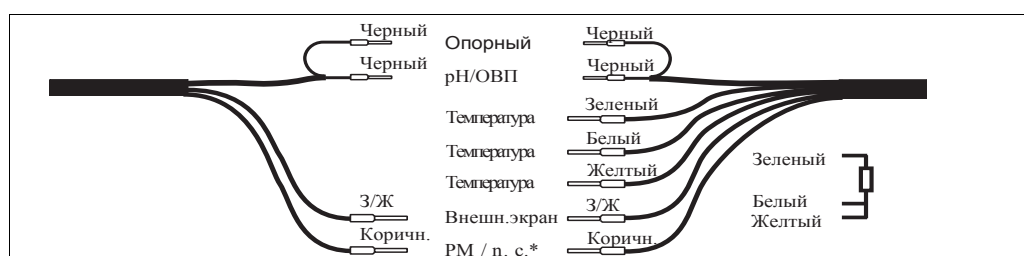 Черный Опорный Черный
Черный pH/ОВП Черный
Температура Зеленый
Температура Белый
Температура Желтый
З/Ж Внешн.экран З/Ж
Коричн. PM / n. c.* Коричн.
Зеленый
Белый
Желтый